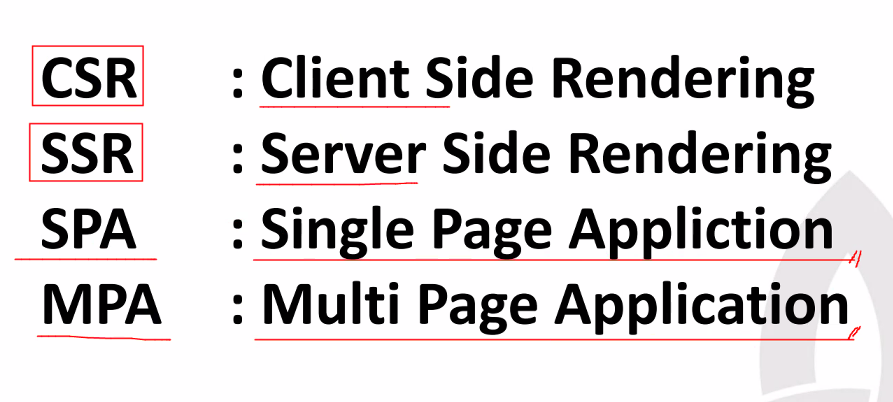 CSR : Client Side Rendering
SSR : Server Side Rendering
SPA : Single Page Appliction
MPA : Multi Page Application